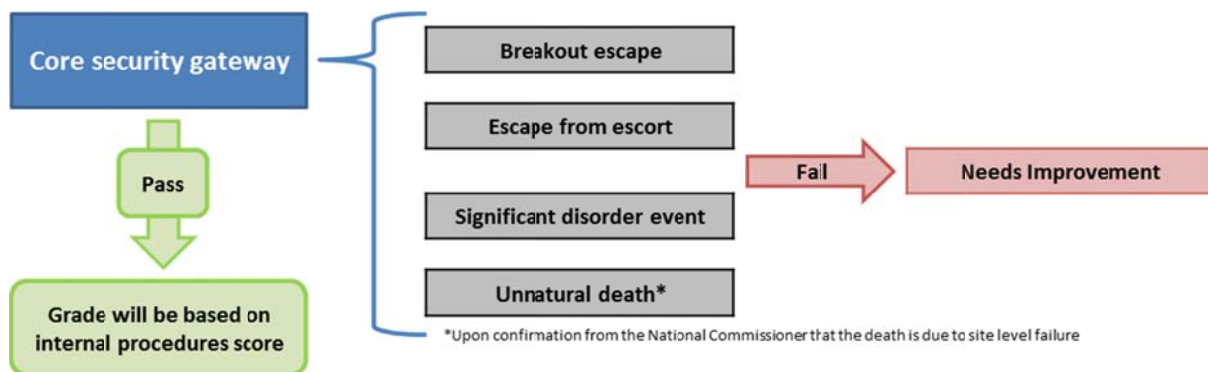 Core security gateway
Breakout escape
Escape from escort
Significant disorder event
Unnatural death*
*Upon confirmation from the National Commissioner that the death is due to site level failure
Fail
Needs Improvement
Pass
Grade will be based on
internal procedures score